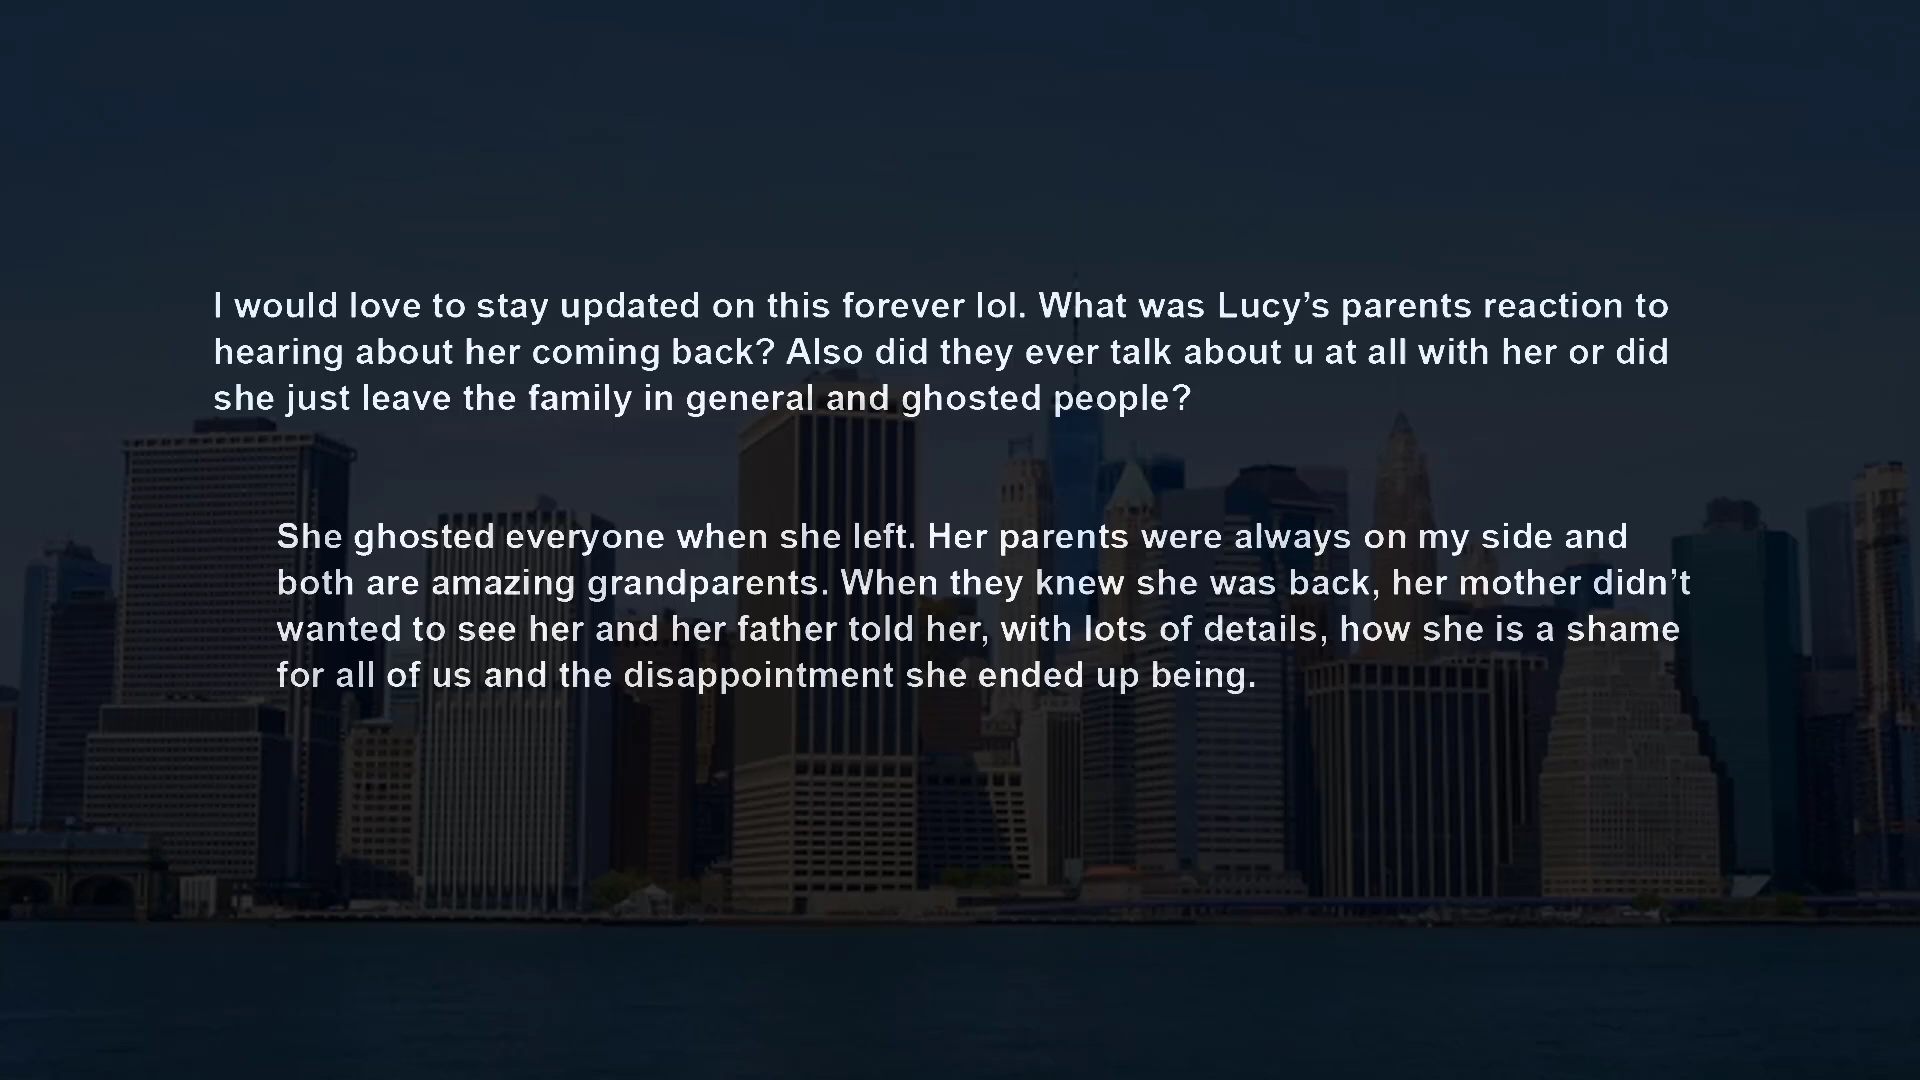 I would love to stay updated on this forever lol. What was Lucy’s parents reaction to
hearing about her coming back? Also did they ever talk about u at all with her or did
she just leave the family in general and ghosted people?
She ghosted everyone when she left. Her parents were always on my side and
both are amazing grandparents. When they knew she was back, her mother didn’t
wanted to see her and her father told her, with lots of details, how she is a shame
for all of us and the disappointment she ended up being.